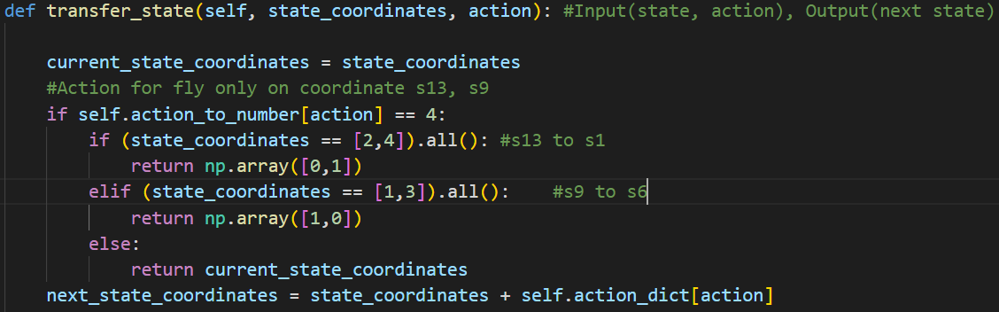 def transfer_state(self, state_coordinates, action): #Input(state, action), Output(next state)
current_state_coordinates = state_coordinates
#Action for fly only on coordinate s13, s9
if self.action_to_number[action] == 4:
if (state_coordinates == [2,4]).all(): #s13 to s1
return np.array([0,1])
elif (state_coordinates == [1,3]).all():    #s9 to s6
return np.array([1,0])
else:
return current_state_coordinates
next_state_coordinates = state_coordinates + self.action_dict[action]